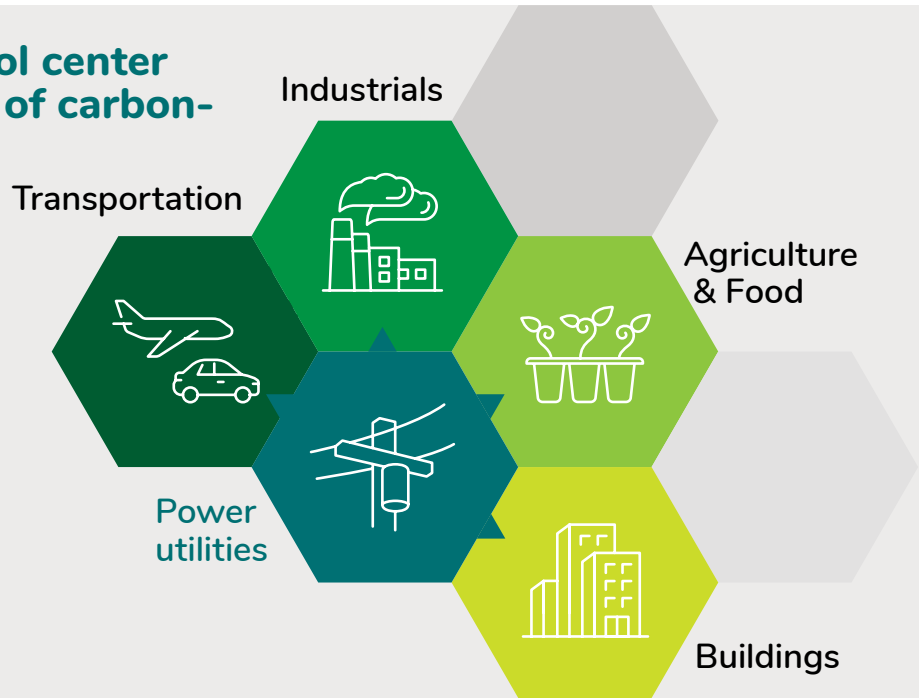 ol center
of carbon-
Industrials
Transportation
Agriculture
& Food
Power
utilities
Buildings